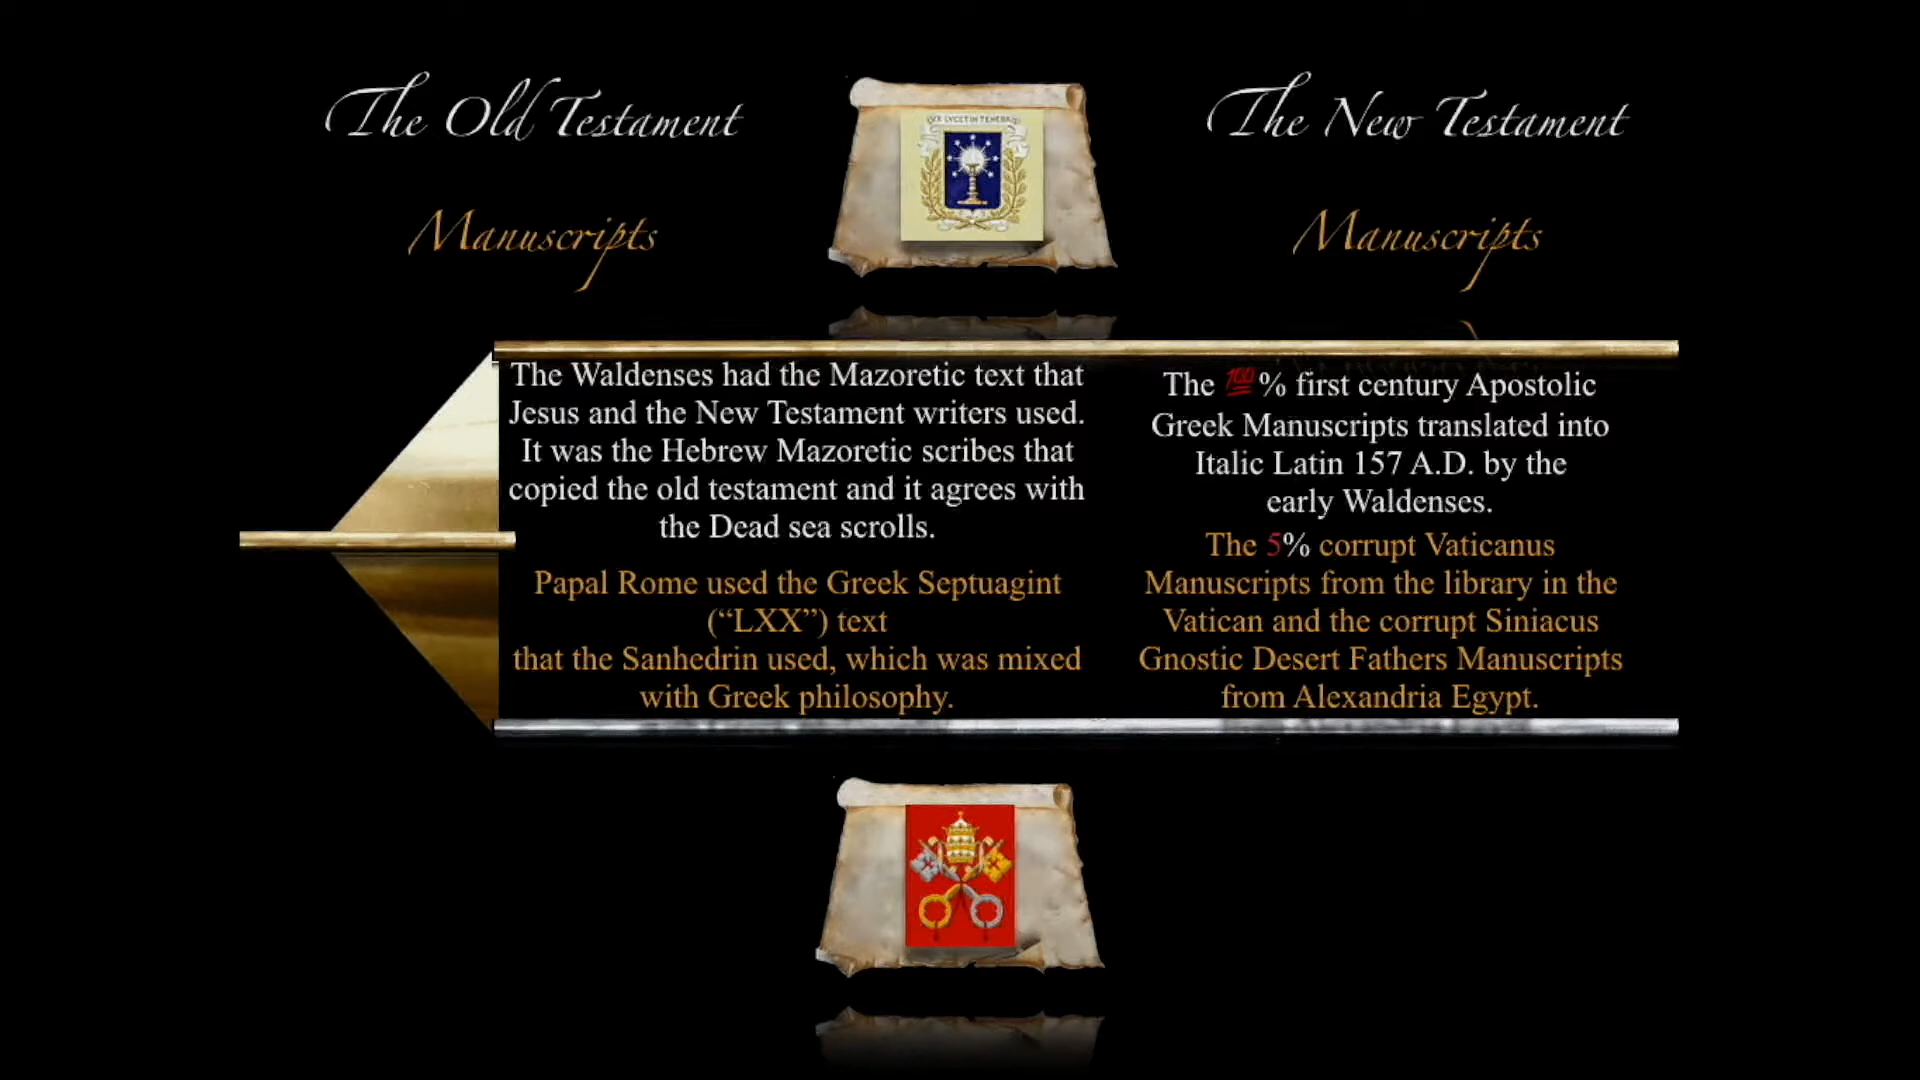 The Old Testament
Manuscripts
The New Testament
Manuscripts
The Waldenses had the Mazoretic text that
Jesus and the New Testament writers used.
It was the Hebrew Mazoretic scribes that
copied the old testament and it agrees with
the Dead sea scrolls.
Papal Rome used the Greek Septuagint
(“LXX”) text
that the Sanhedrin used, which was mixed
with Greek philosophy.
The 💯% first century Apostolic
Greek Manuscripts translated into
Italic Latin 157 A.D. by the
early Waldenses.
The 5% corrupt Vaticanus
Manuscripts from the library in the
Vatican and the corrupt Siniacus
Gnostic Desert Fathers Manuscripts
from Alexandria Egypt.